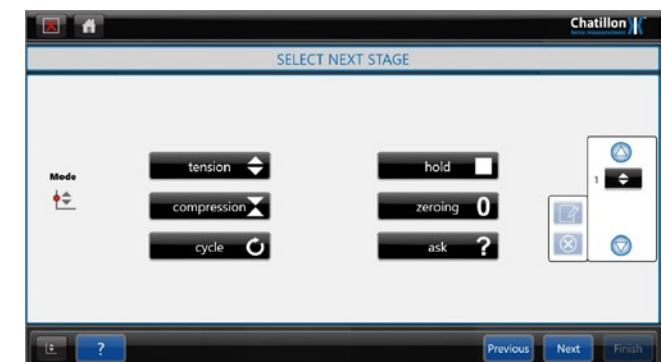 Chatillon
force measurement
SELECT NEXT STAGE
Mode
tension
hold
1
compression
zeroing 0
cycle
ask ?
?
Previous
Next
Finish